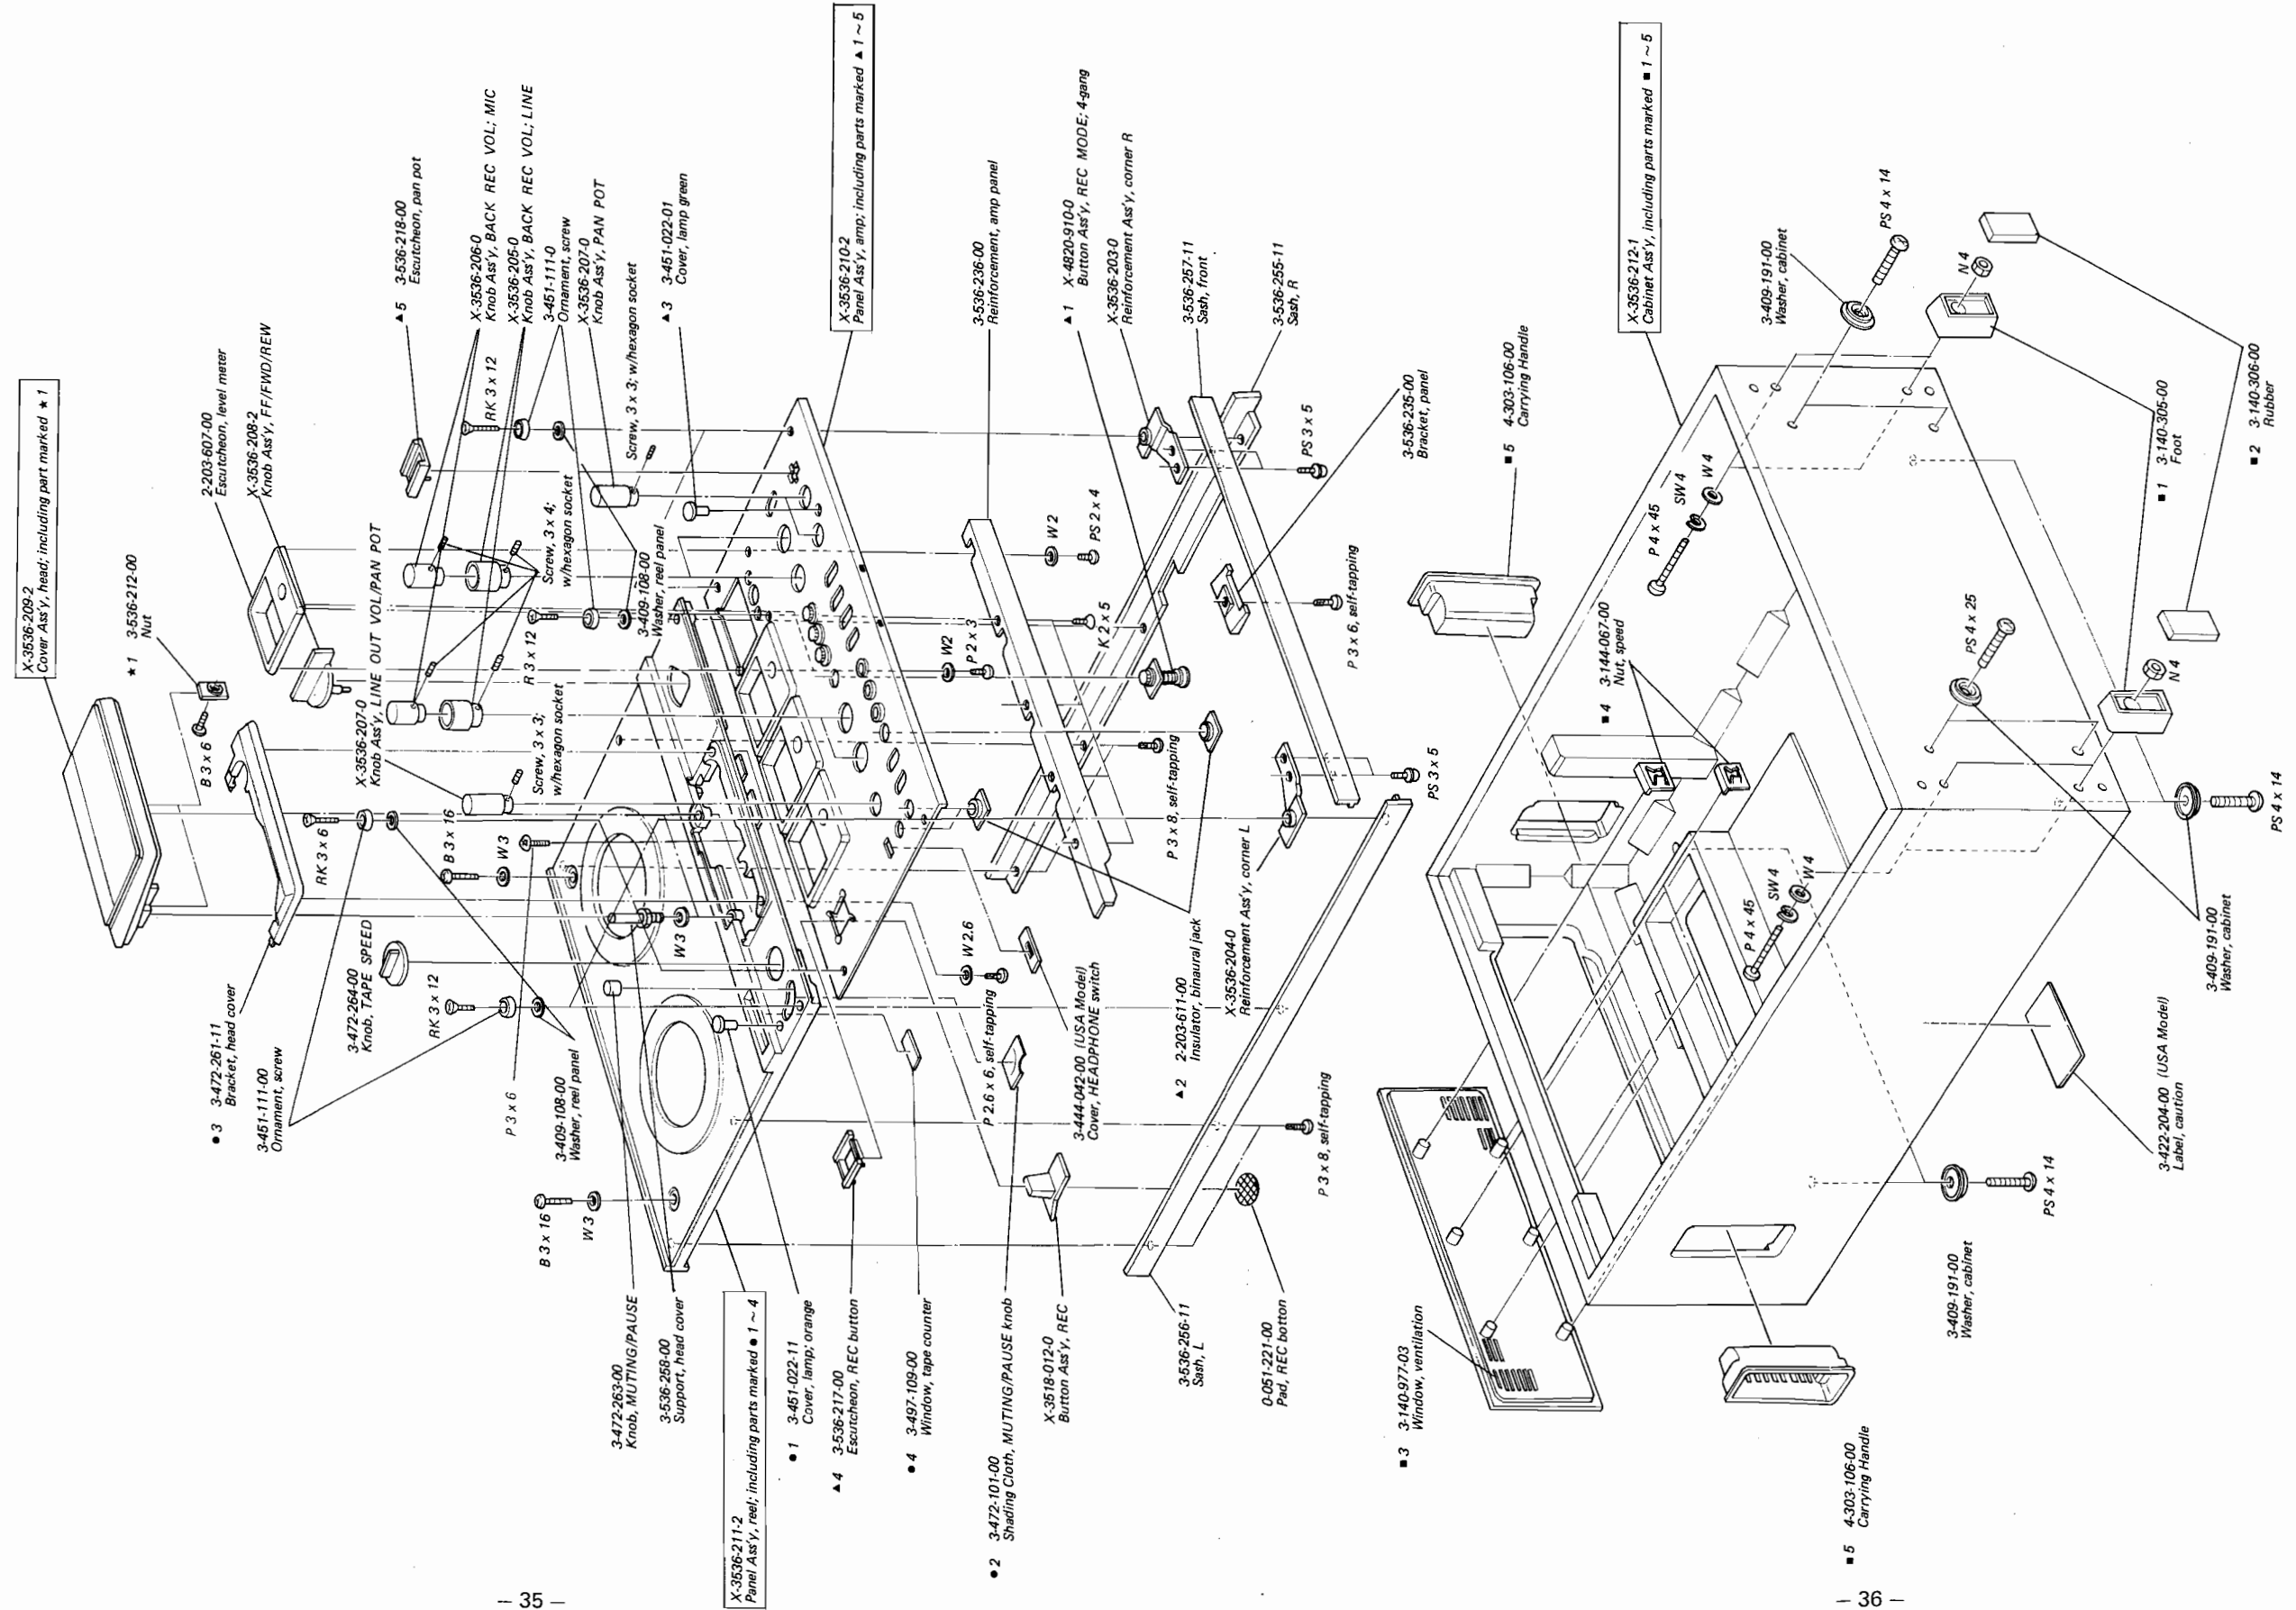 X-3536-209-2
Cover Ass'y, head; including part marked ★ 1
★ 1 3-536-212-00
Nut
B 3 x 6
2-203-607-00
Escutcheon, level meter
X-3536-208-2
Knob Ass'y, FF/FWD/REW
▲ 5 3-536-218-00
Escutcheon, pan pot
X-3536-206-0
Knob Ass'y, BACK REC VOL; MIC
X-3536-205-0
Knob Ass'y, BACK REC VOL; LINE
3-451-111-0
Ornament, screw
X-3536-207-0
Knob Ass'y, PAN POT
RK 3 x 12
Screw, 3 x 3; w/hexagon socket
▲ 3 3-451-022-01
Cover, lamp green
X-3536-210-2
Panel Ass'y, amp; including parts marked ▲ 1 ~ 5
● 3 3-472-261-11
Bracket, head cover
3-451-111-00
Ornament, screw
RK 3 x 6
X-3536-207-0
Knob Ass'y, LINE OUT VOL/PAN POT
Screw, 3 x 4;
w/hexagon socket
R 3 x 12
3-409-108-00
Washer, reel panel
Screw, 3 x 3;
w/hexagon socket
B 3 x 16
W 3
3-472-264-00
Knob, TAPE SPEED
RK 3 x 12
P 3 x 6
3-409-108-00
Washer, reel panel
W 3
B 3 x 16
W 3
3-472-263-00
Knob, MUTING/PAUSE
3-536-258-00
Support, head cover
X-3536-211-2
Panel Ass'y, reel; including parts marked ● 1 ~ 4
● 1 3-451-022-11
Cover, lamp; orange
▲ 4 3-536-217-00
Escutcheon, REC button
● 4 3-497-109-00
Window, tape counter
● 2 3-472-101-00
Shading Cloth, MUTING/PAUSE knob
X-3518-012-0
Button Ass'y, REC
3-536-256-11
Sash, L
0-051-221-00
Pad, REC botton
P 3 x 8, self-tapping
W 2.6
P 2.6 x 6, self-tapping
3-444-042-00 (USA Model)
Cover, HEADPHONE switch
▲ 2 2-203-611-00
Insulator, binaural jack
X-3536-204-0
Reinforcement Ass'y, corner L
P 3 x 8, self-tapping
W2
P 2 x 3
K 2 x 5
W 2
PS 2 x 4
3-536-236-00
Reinforcement, amp panel
▲ 1 X-4820-910-0
Button Ass'y, REC MODE; 4-gang
X-3536-203-0
Reinforcement Ass'y, corner R
3-536-257-11
Sash, front
3-536-255-11
Sash, R
PS 3 x 5
3-536-235-00
Bracket, panel
P 3 x 6, self-tapping
PS 3 x 5
– 35 –
X-3536-212-1
Cabinet Ass'y, including parts marked ■ 1 ~ 5
■ 5 4-303-106-00
Carrying Handle
3-409-191-00
Washer, cabinet
PS 4 x 14
N 4
P 4 x 45
SW 4
W 4
■ 4 3-144-067-00
Nut, speed
PS 4 x 25
N 4
■ 1 3-140-305-00
Foot
■ 2 3-140-306-00
Rubber
PS 4 x 14
3-409-191-00
Washer, cabinet
P 4 x 45
SW 4
W 4
3-422-204-00 (USA Model)
Label, caution
PS 4 x 14
3-409-191-00
Washer, cabinet
■ 3 3-140-977-03
Window, ventilation
■ 5 4-303-106-00
Carrying Handle
– 36 –